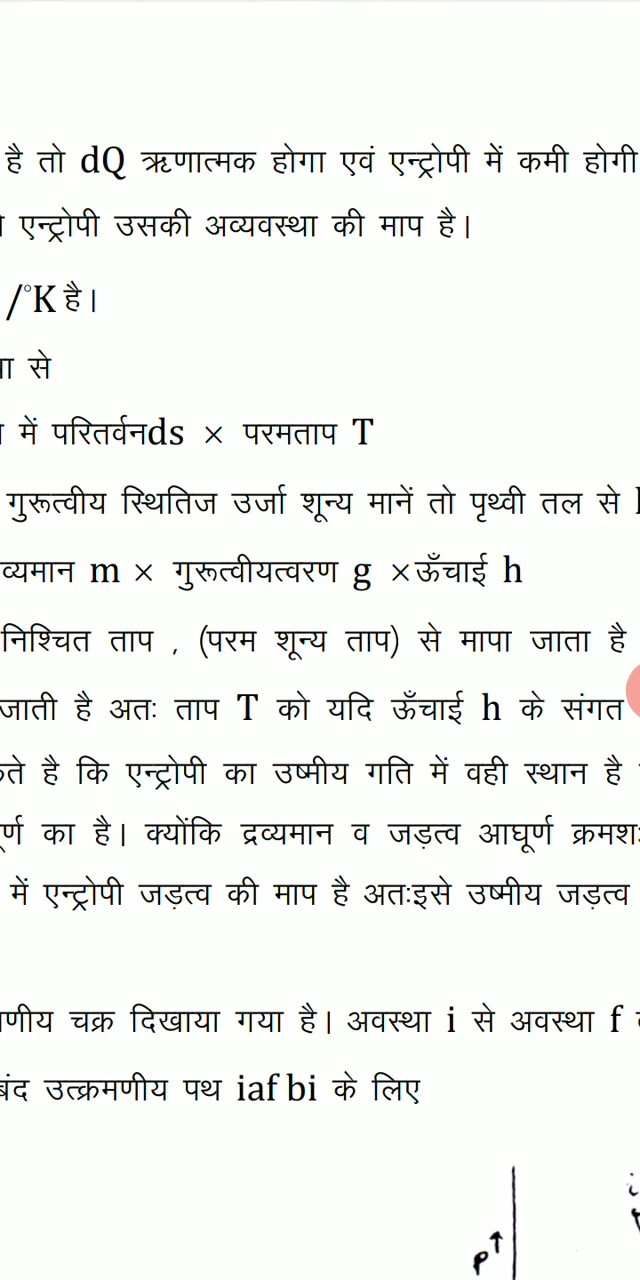 है तो dQ ऋणात्मक होगा एवं एन्ट्रोपी में कमी होगी
एन्ट्रोपी उसकी अव्यवस्था की माप है।
/°K है।
से
में परितर्वनds × परमताप T
गुरूत्वीय स्थितिज उर्जा शून्य मानें तो पृथ्वी तल से
m × गुरूत्वीयत्वरण g ×ऊँचाई h
निश्चित ताप , (परम शून्य ताप) से मापा जाता है
जाती है अतः ताप T को यदि ऊँचाई h के संगत
है कि एन्ट्रोपी का उष्मीय गति में वही स्थान है
का है। क्योंकि द्रव्यमान व जड़त्व आघूर्ण
में एन्ट्रोपी जड़त्व की माप है अतःइसे उष्मीय जड़त्व
चक्र दिखाया गया है। अवस्था i से अवस्था f
उत्क्रमणीय पथ iaf bi के लिए
i
P↑